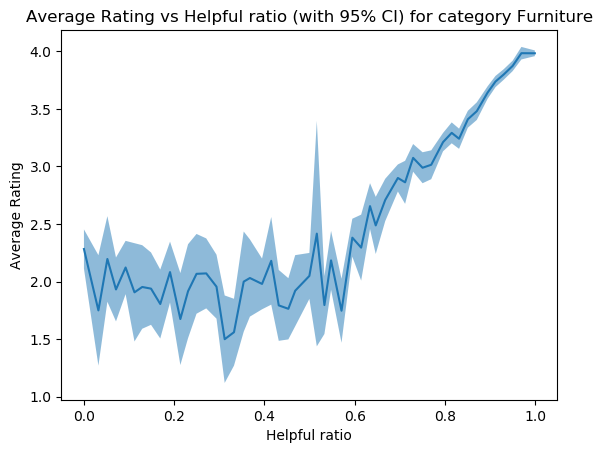 Average Rating vs Helpful ratio (with 95% CI) for category Furniture
4.0
3.5
3.0
2.5
2.0
1.5
1.0
Average Rating
0.0 0.2 0.4 0.6 0.8 1.0
Helpful ratio